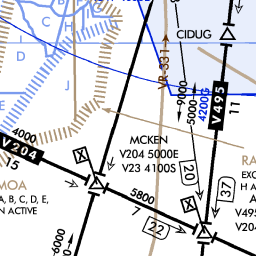 CIDUG
D
J
VR-331
9000
5000
4200G
V495
11
4000
V204
15
MCKEN
V204 5000E
V23 4100S
20
37
RA
EXC
H A
A
V495
V204
MOA
A, B, C, D, E,
N ACTIVE
X
5800
7
22
X
6000